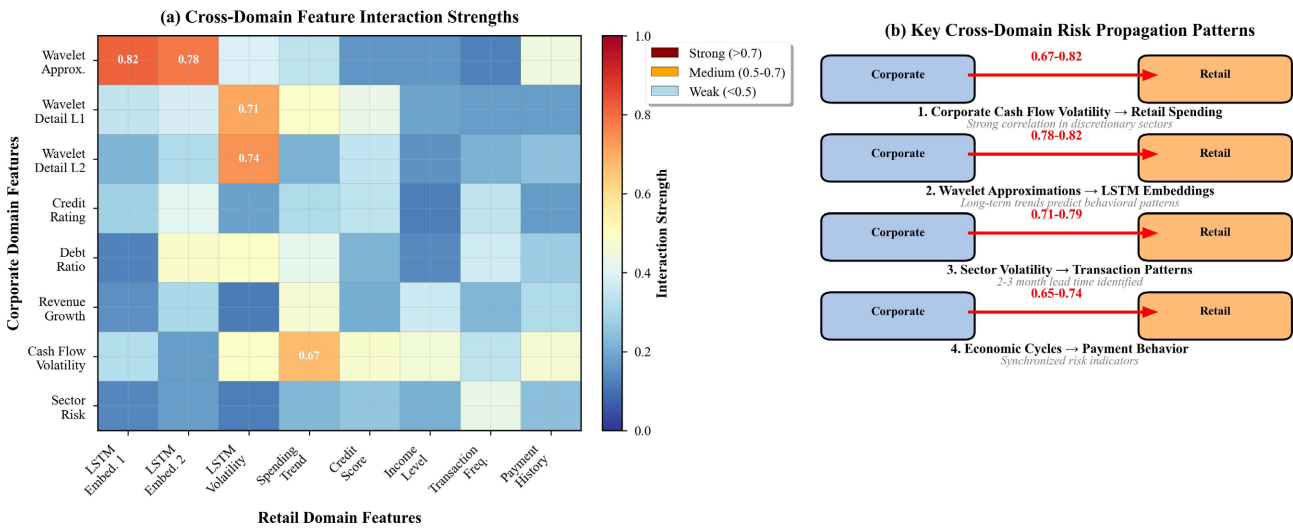 (a) Cross-Domain Feature Interaction Strengths
Corporate Domain Features
Wavelet
Approx.
Wavelet
Detail L1
Wavelet
Detail L2
Credit
Rating
Debt
Ratio
Revenue
Growth
Cash Flow
Volatility
Sector
Risk
0.82
0.78
0.71
0.74
0.67
LSTM
Embed. 1
LSTM
Embed. 2
LSTM
Volatility
Spending
Trend
Credit
Score
Income
Level
Transaction
Freq.
Payment
History
Retail Domain Features
1.0
0.8
0.6
0.4
0.2
0.0
Interaction Strength
Strong (>0.7)
Medium (0.5-0.7)
Weak (<0.5)
(b) Key Cross-Domain Risk Propagation Patterns
0.67-0.82
Corporate
Retail
1. Corporate Cash Flow Volatility → Retail Spending
Strong correlation in discretionary sectors
0.78-0.82
Corporate
Retail
2. Wavelet Approximations → LSTM Embeddings
Long-term trends predict behavioral patterns
0.71-0.79
Corporate
Retail
3. Sector Volatility → Transaction Patterns
2-3 month lead time identified
0.65-0.74
Corporate
Retail
4. Economic Cycles → Payment Behavior
Synchronized risk indicators